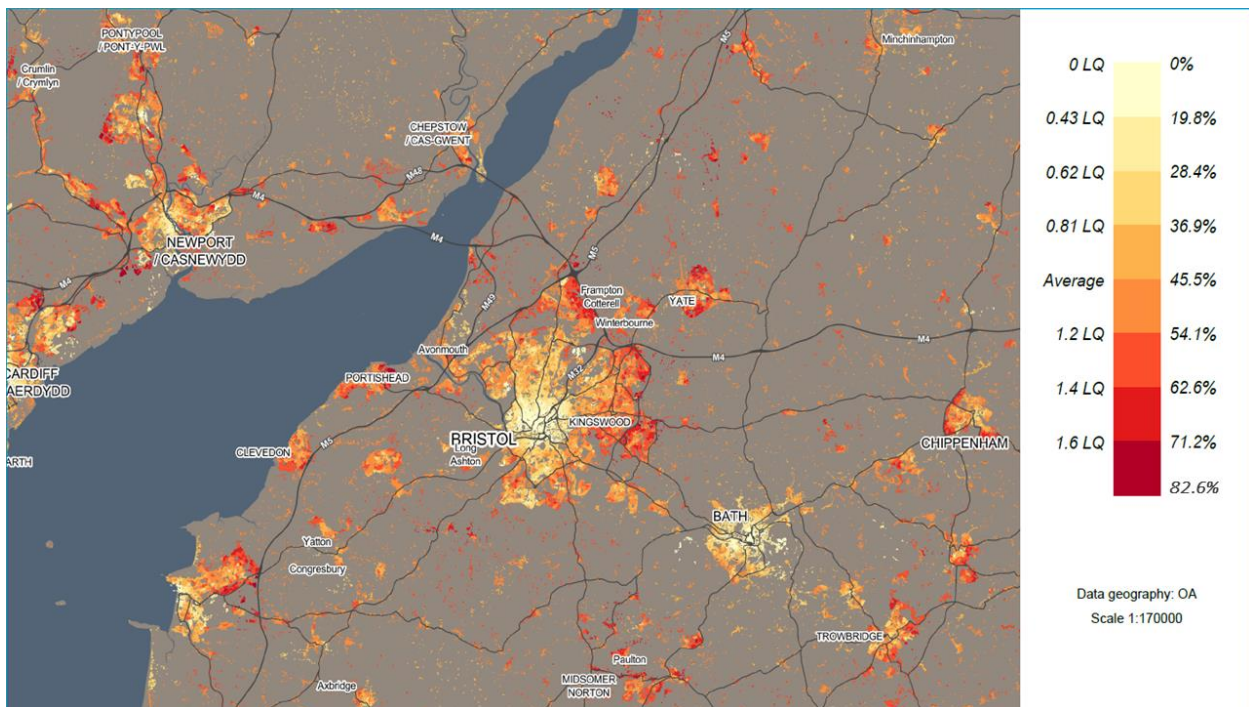 PONTYPOOL
/ PONT-Y-PWL
Crumlin
/ Crymlyn
Minchinhampton
M5
CHEPSTOW
/ CAS-GWENT
M48
M4
M4
NEWPORT
/ CASNEWYDD
M4
M5
M49
Frampton
Cotterell
YATE
Winterbourne
Avonmouth
M4
M4
CARDIFF
AERDYDD
PORTISHEAD
M32
KINGSWOOD
BRISTOL
Long
Ashton
M5
CLEVEDON
ARTH
CHIPPENHAM
BATH
Yatton
Congresbury
TROWBRIDGE
Paulton
MIDSOMER
NORTON
Axbridge
0 LQ 0%
0.43 LQ 19.8%
0.62 LQ 28.4%
0.81 LQ 36.9%
Average 45.5%
1.2 LQ 54.1%
1.4 LQ 62.6%
1.6 LQ 71.2%
82.6%
Data geography: OA
Scale 1:170000